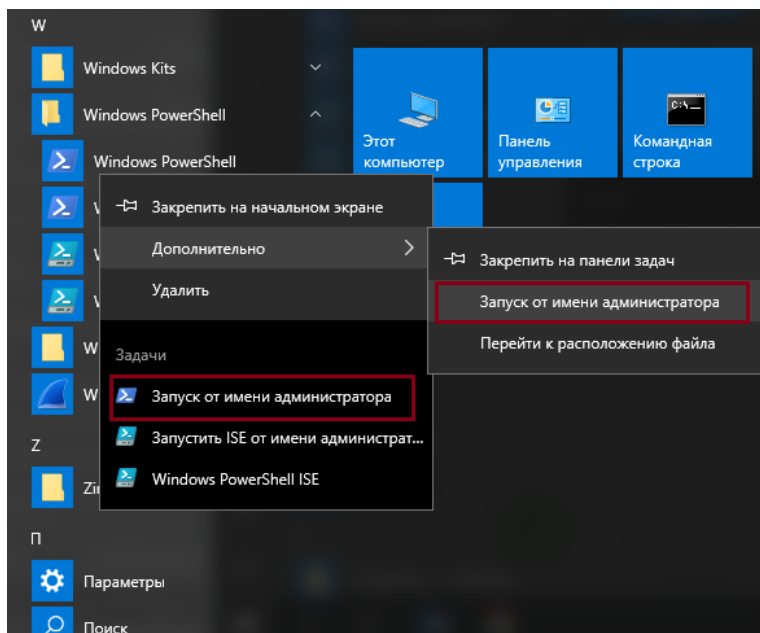 W
Windows Kits
Windows PowerShell
Windows PowerShell
W
Z
П
Параметры
Поиск
Этот
компьютер
Панель
управления
Командная
строка
Закрепить на начальном экране
Дополнительно
Удалить
Задачи
Запуск от имени администратора
Запустить ISE от имени администрат...
Windows PowerShell ISE
Закрепить на панели задач
Запуск от имени администратора
Перейти к расположению файла